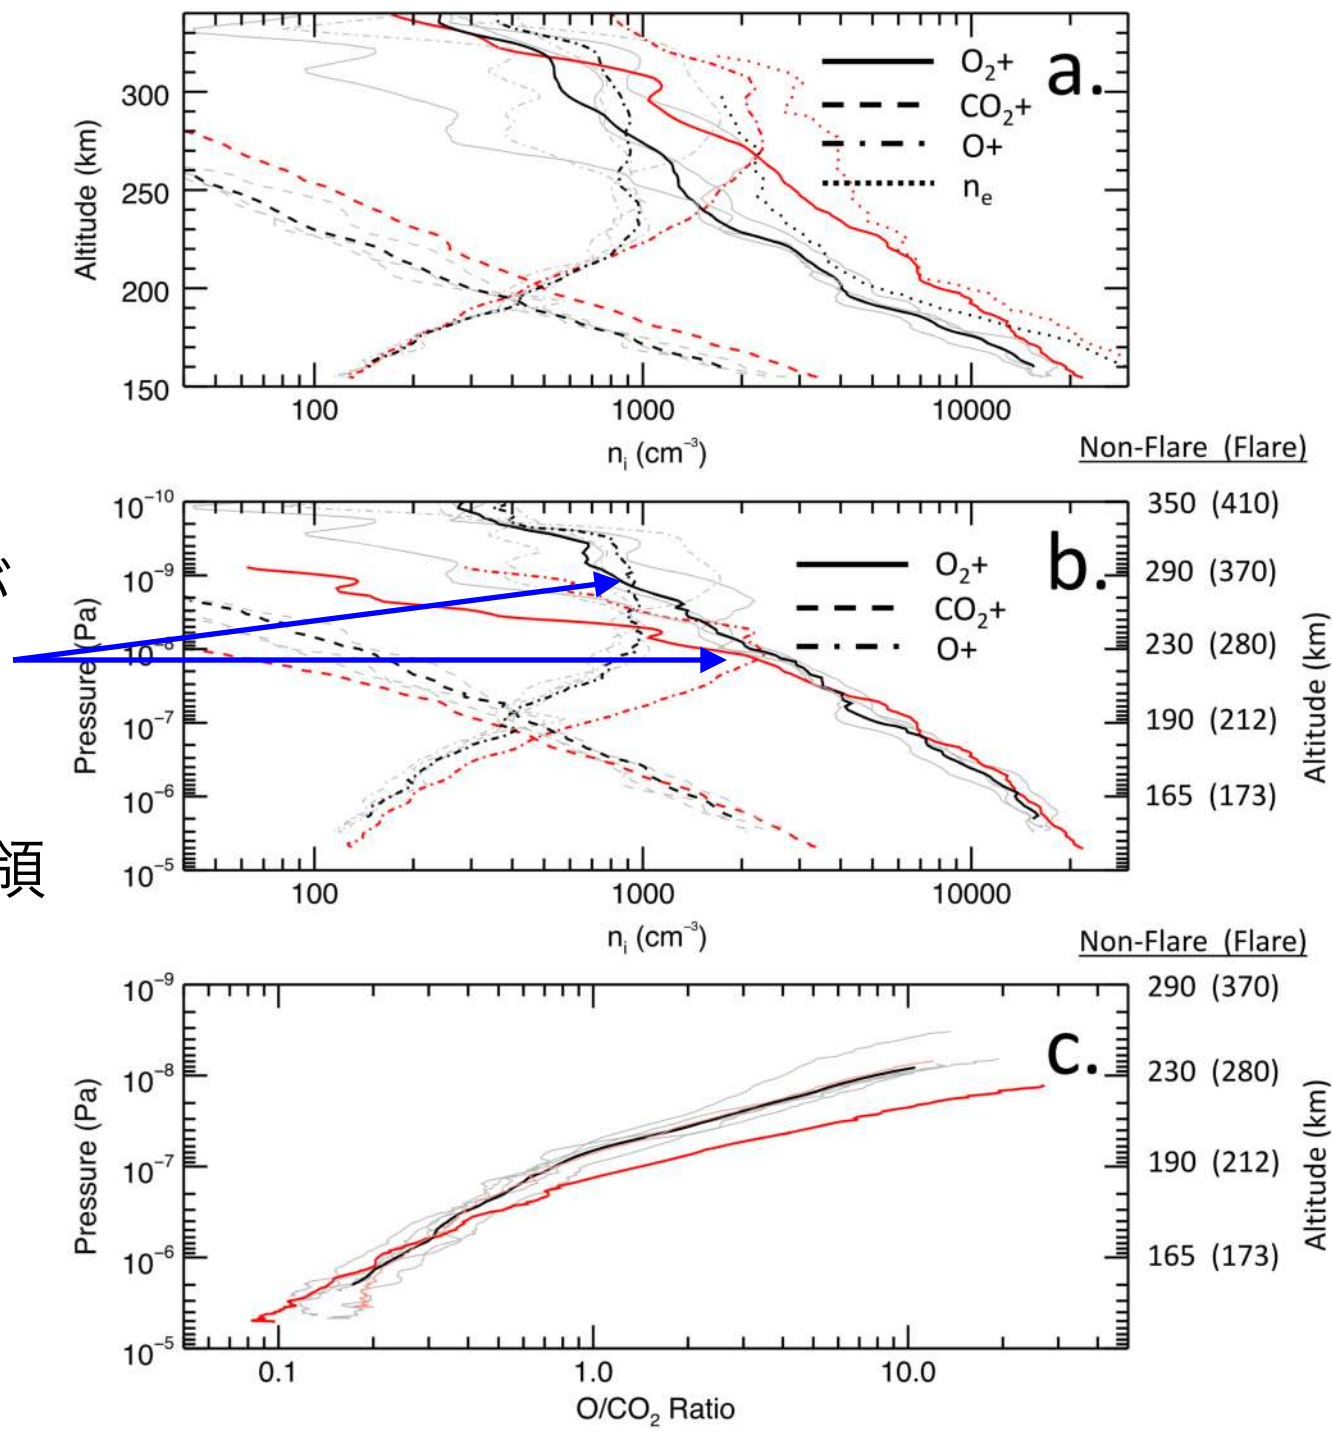 a.
O₂+
CO₂+
O+
nₑ
Altitude (km)
300
250
200
150
100 1000 10000
nᵢ (cm⁻³)
Non-Flare (Flare)
b.
O₂+
CO₂+
O+
Pressure (Pa)
10⁻¹⁰
10⁻⁹
10⁻⁸
10⁻⁷
10⁻⁶
10⁻⁵
350 (410)
290 (370)
230 (280)
190 (212)
165 (173)
Altitude (km)
が
領
100 1000 10000
nᵢ (cm⁻³)
Non-Flare (Flare)
c.
Pressure (Pa)
10⁻⁹
10⁻⁸
10⁻⁷
10⁻⁶
10⁻⁵
290 (370)
230 (280)
190 (212)
165 (173)
Altitude (km)
0.1 1.0 10.0
O/CO₂ Ratio